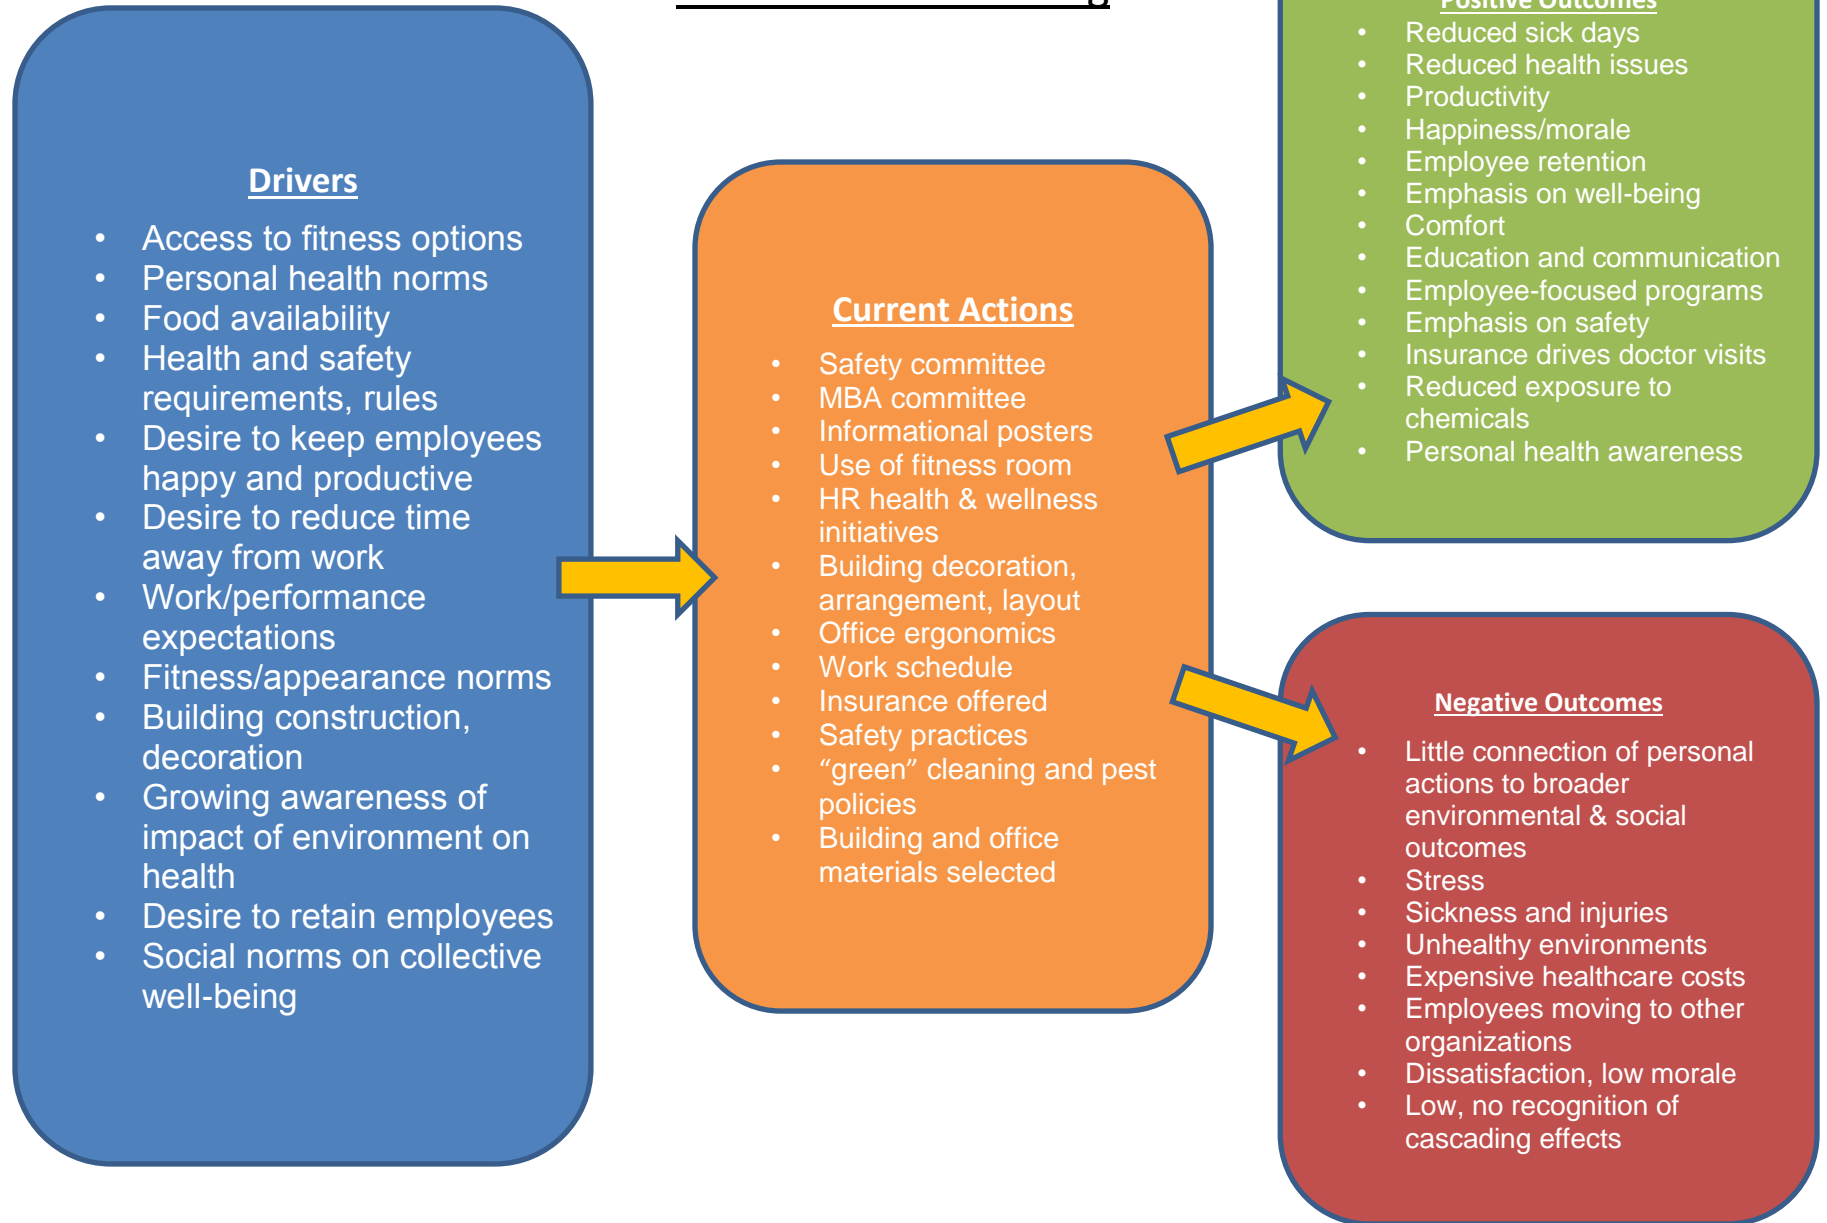 Drivers
• Access to fitness options
• Personal health norms
• Food availability
• Health and safety
requirements, rules
• Desire to keep employees
happy and productive
• Desire to reduce time
away from work
• Work/performance
expectations
• Fitness/appearance norms
• Building construction,
decoration
• Growing awareness of
impact of environment on
health
• Desire to retain employees
• Social norms on collective
well-being
Current Actions
• Safety committee
• MBA committee
• Informational posters
• Use of fitness room
• HR health & wellness
initiatives
• Building decoration,
arrangement, layout
• Office ergonomics
• Work schedule
• Insurance offered
• Safety practices
• “green” cleaning and pest
policies
• Building and office
materials selected
Positive Outcomes
• Reduced sick days
• Reduced health issues
• Productivity
• Happiness/morale
• Employee retention
• Emphasis on well-being
• Comfort
• Education and communication
• Employee-focused programs
• Emphasis on safety
• Insurance drives doctor visits
• Reduced exposure to
chemicals
• Personal health awareness
Negative Outcomes
• Little connection of personal
actions to broader
environmental & social
outcomes
• Stress
• Sickness and injuries
• Unhealthy environments
• Expensive healthcare costs
• Employees moving to other
organizations
• Dissatisfaction, low morale
• Low, no recognition of
cascading effects